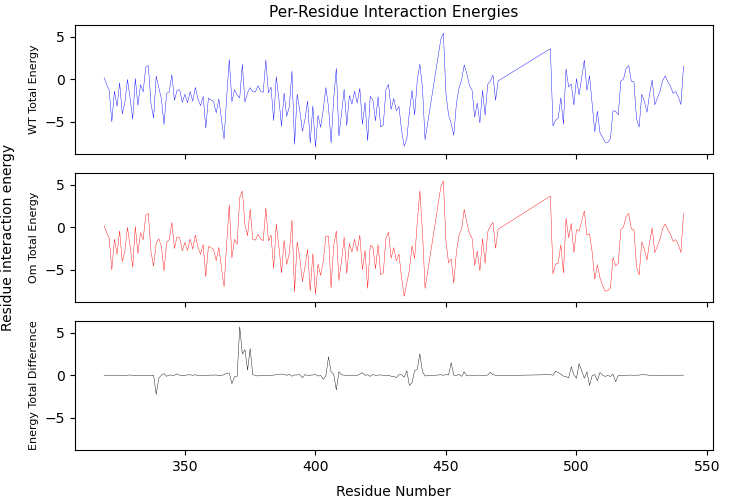 Per-Residue Interaction Energies
Residue interaction energy
WT Total Energy
5
0
−5
Om Total Energy
5
0
−5
Energy Total Difference
5
0
−5
350 400 450 500 550
Residue Number